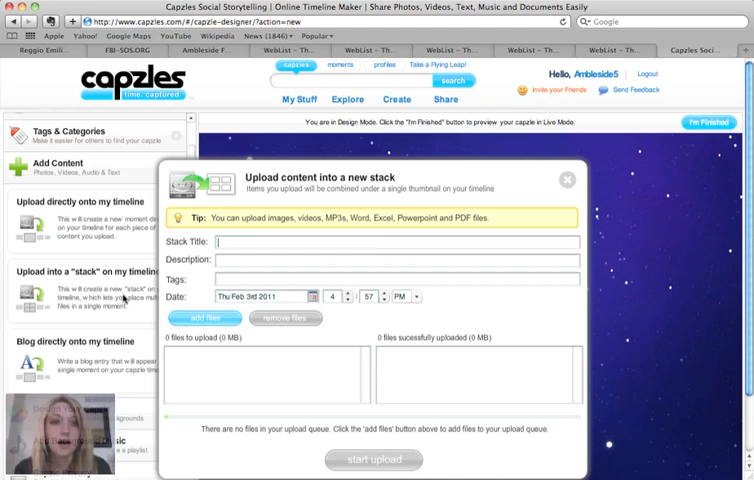 Capzles Social Storytelling | Online Timeline Maker | Share Photos, Videos, Text, Music and Documents Easily
http://www.capzles.com/#/capzle-designer/?action=new
Google
Apple Yahoo! Google Maps YouTube Wikipedia News (1846) Popular
Reggio Emili... FBI-SOS.ORG Ambleside F... WebList - Th... WebList - Th... WebList - Th... WebList - Th... WebList - Th... Capzles Soci...
capzles
time. captured.
capzles moments profiles Take a Flying Leap!
search
My Stuff Explore Create Share
Hello, Ambleside5 Logout
Invite your Friends Send Feedback
You are in Design Mode. Click the "I'm Finished" button to preview your capzle in Live Mode.
I'm Finished
Tags & Categories
Make it easier for others to find your capzle
Add Content
Photos, Videos, Audio & Text
Upload directly onto my timeline
This will create a new moment
on your timeline for each piece of
content you upload.
Upload into a "stack" on my timeline
This will create a new "stack" on
timeline, which lets you place
files in a single moment.
Blog directly onto my timeline
Write a blog entry that will appear
single moment on your capzle
Upload content into a new stack
Items you upload will be combined under a single thumbnail on your timeline
Tip: You can upload images, videos, MP3s, Word, Excel, Powerpoint and PDF files.
Stack Title:
Description:
Tags:
Date: Thu Feb 3rd 2011 4 : 57 PM
add files remove files
0 files to upload (0 MB) 0 files sucessfully uploaded (0 MB)
There are no files in your upload queue. Click the 'add files' button above to add files to your upload queue.
start upload